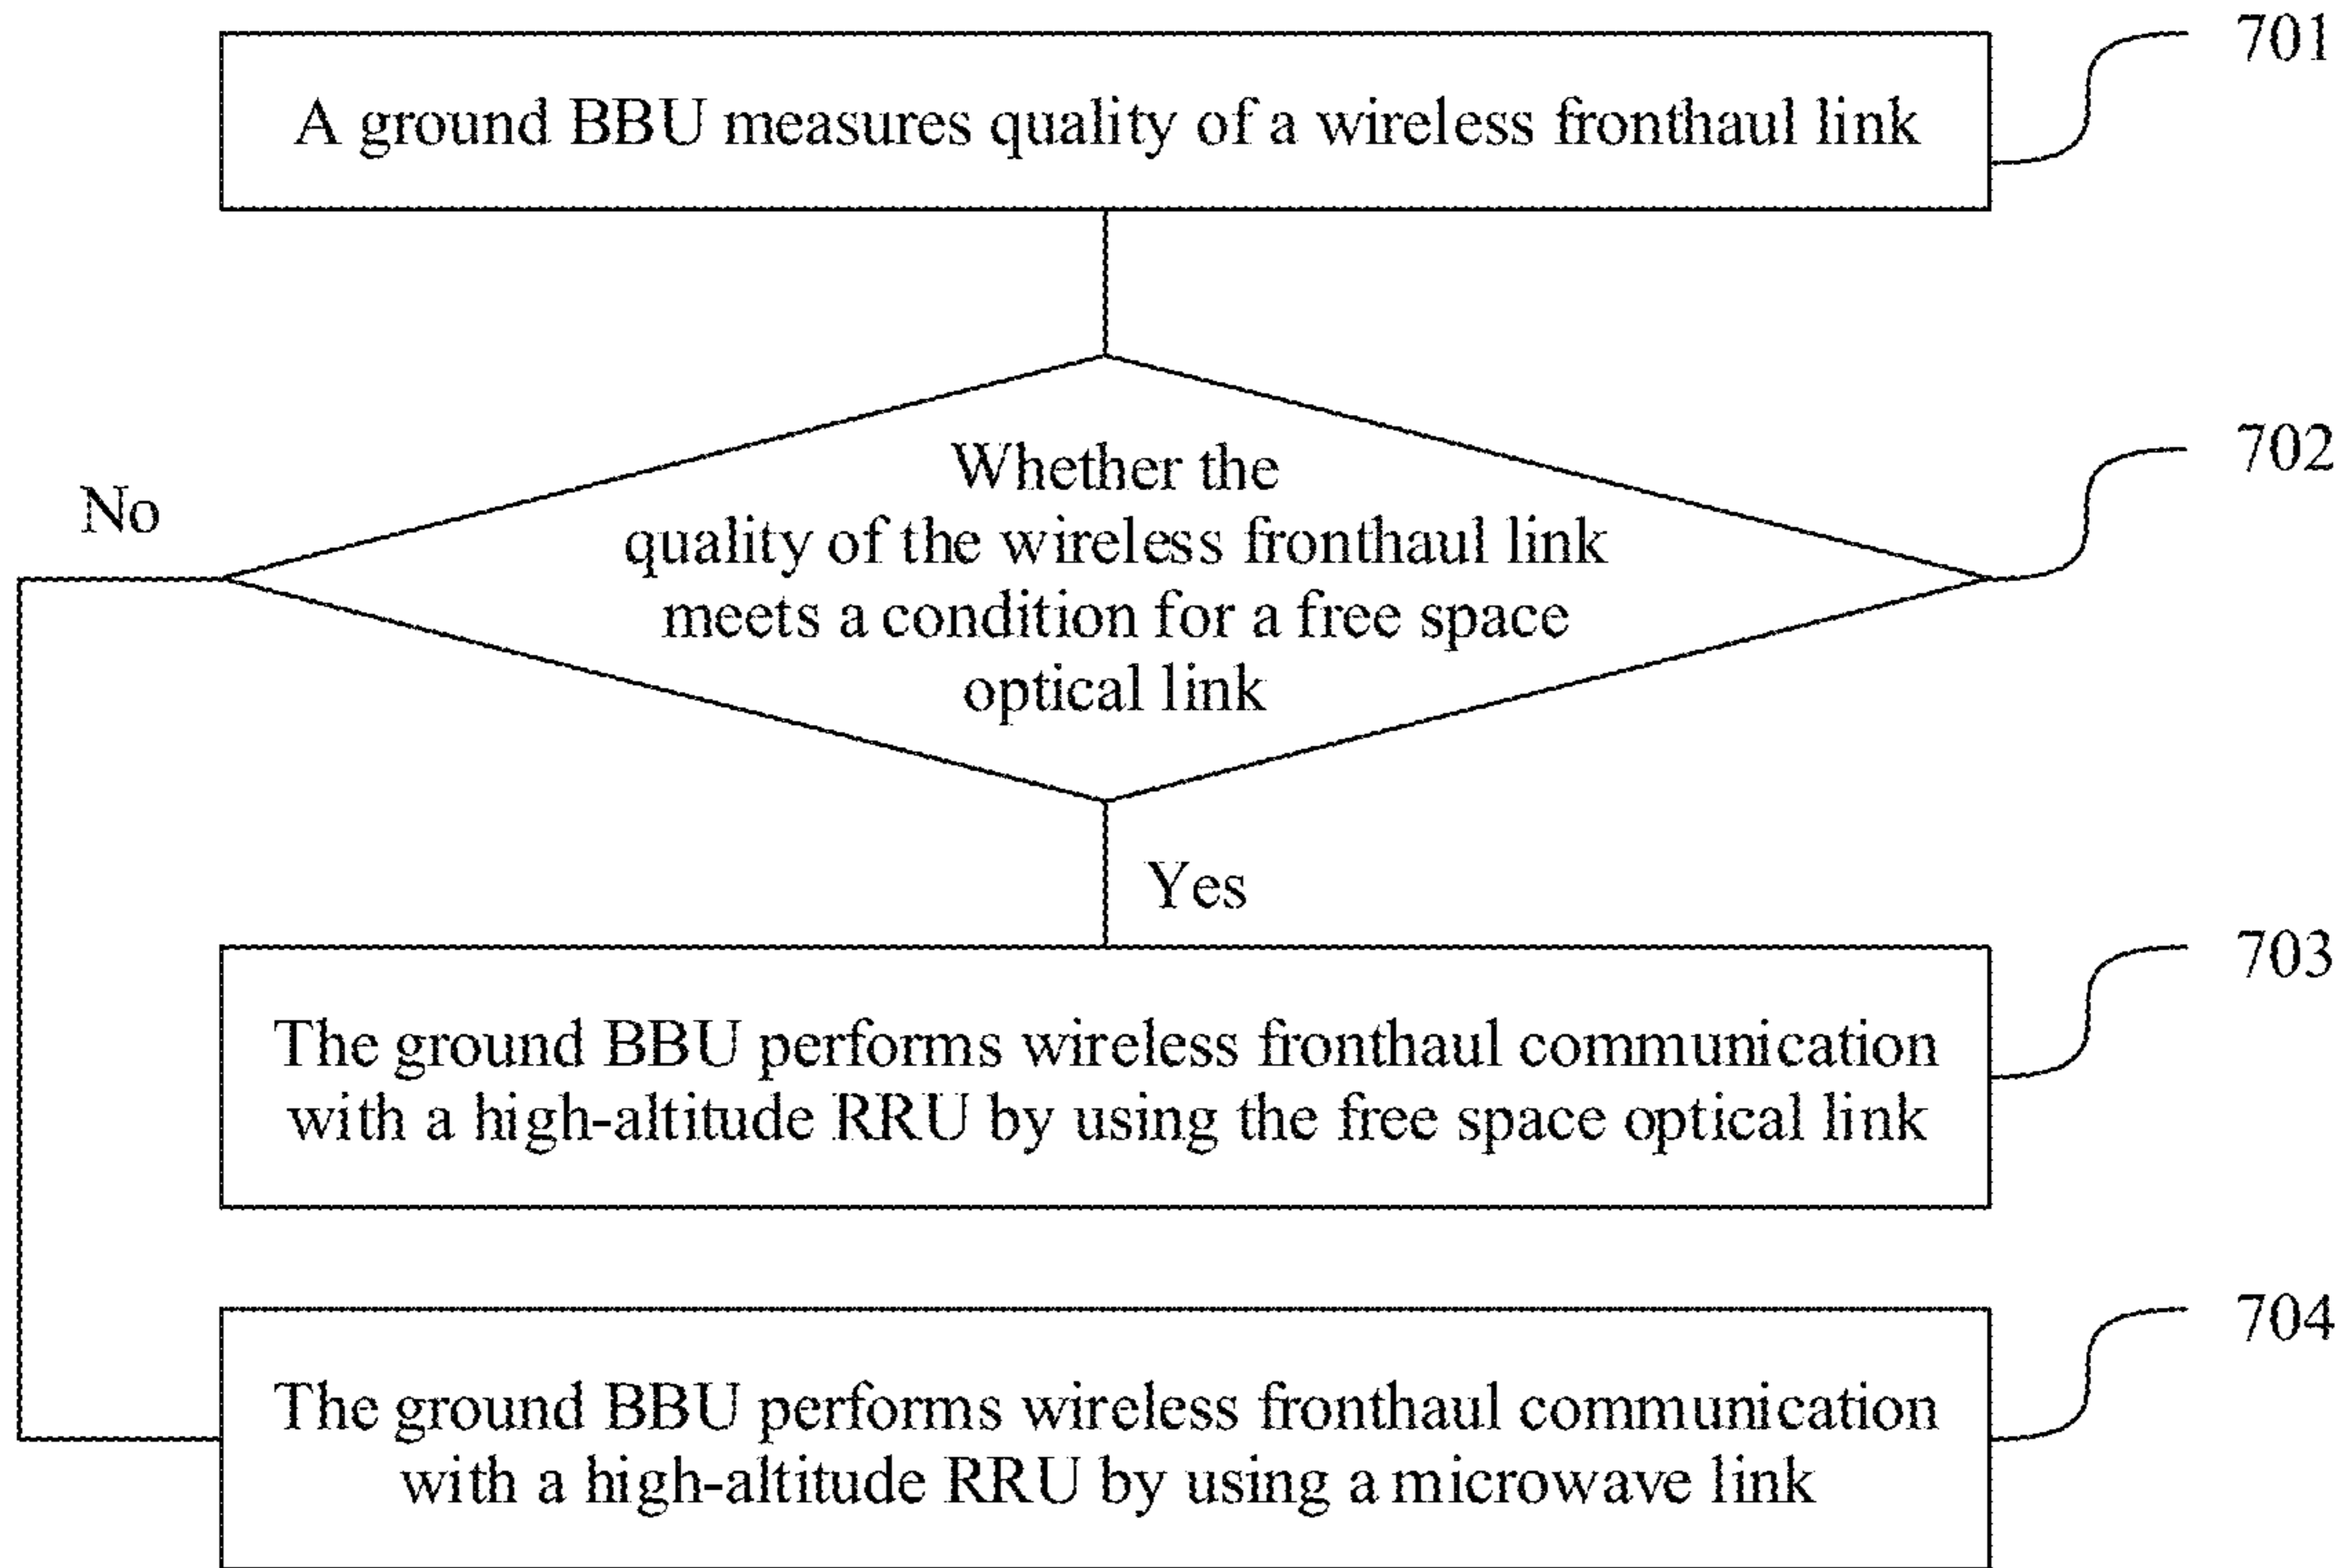 A ground BBU measures quality of a wireless fronthaul link
701
Whether the
quality of the wireless fronthaul link
meets a condition for a free space
optical link
702
No
Yes
The ground BBU performs wireless fronthaul communication
with a high-altitude RRU by using the free space optical link
703
The ground BBU performs wireless fronthaul communication
with a high-altitude RRU by using a microwave link
704